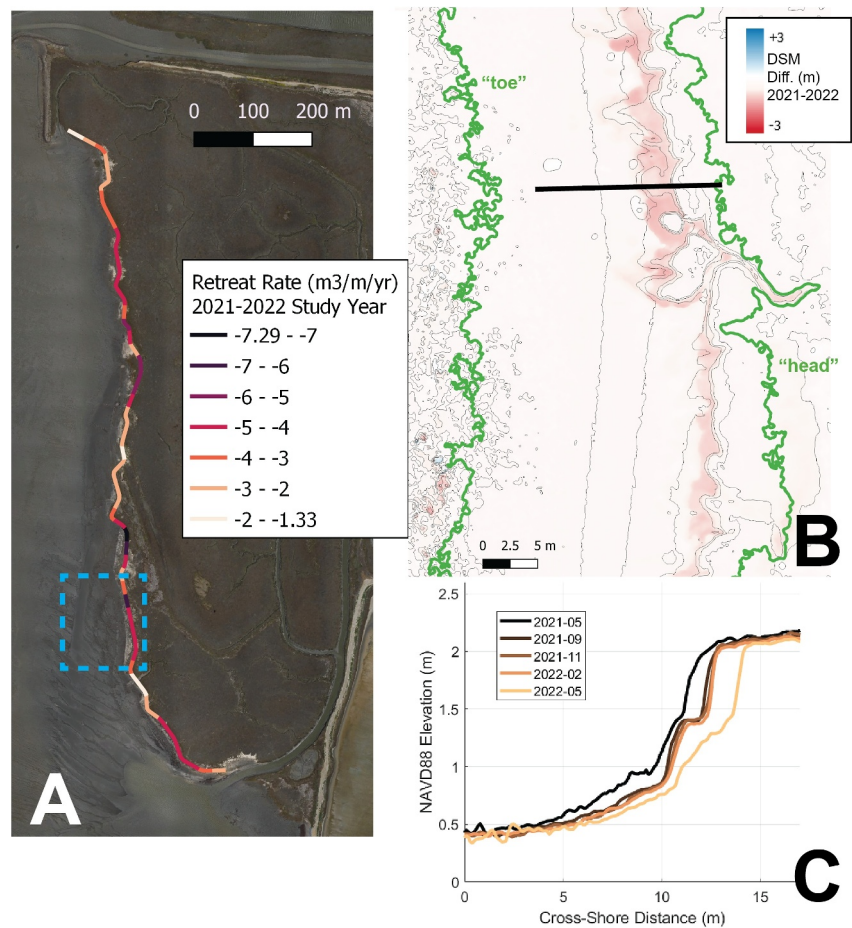 0 100 200 m
Retreat Rate (m3/m/yr)
2021-2022 Study Year
-7.29 - -7
-7 - -6
-6 - -5
-5 - -4
-4 - -3
-3 - -2
-2 - -1.33
A
+3
DSM
Diff. (m)
2021-2022
-3
“toe”
“head”
0 2.5 5 m
B
2.5
2
1.5
1
0.5
0
NAVD88 Elevation (m)
2021-05
2021-09
2021-11
2022-02
2022-05
0 5 10 15
Cross-Shore Distance (m)
C